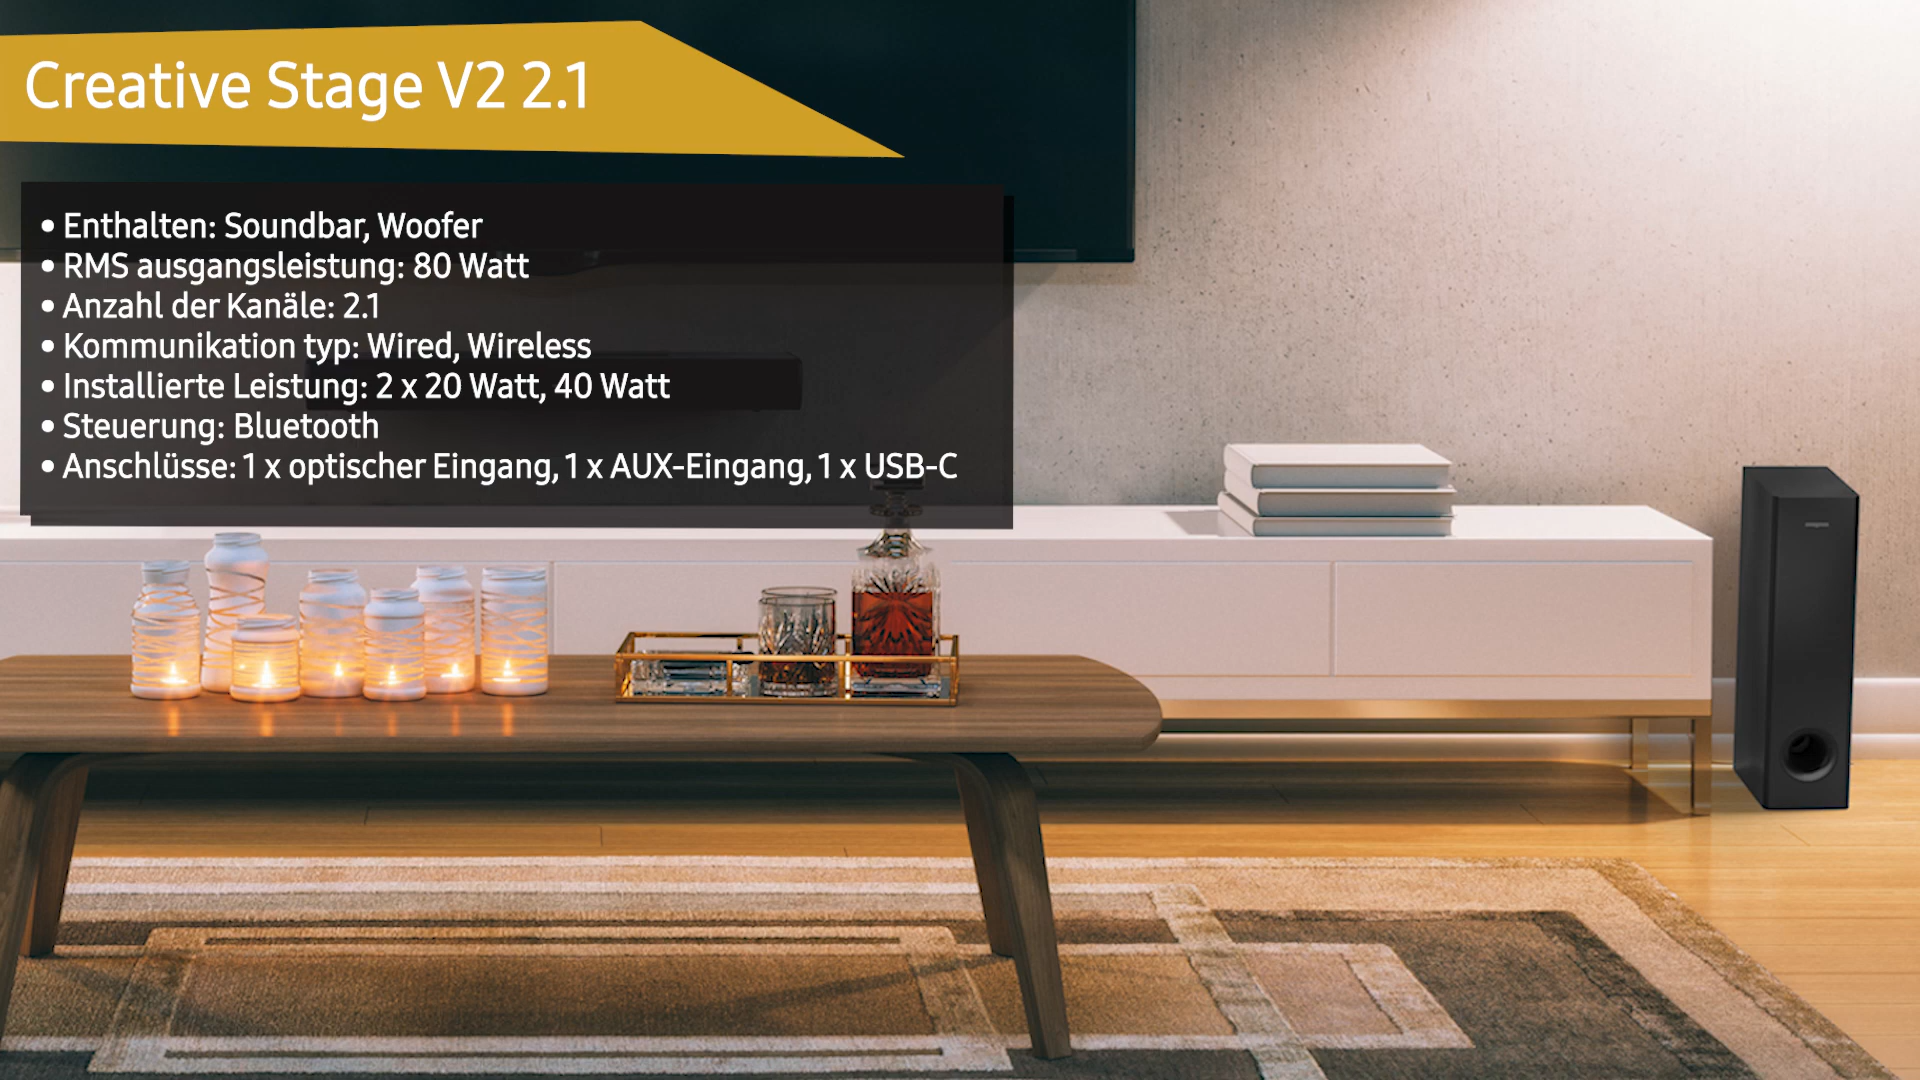 Creative Stage V2 2.1
• Enthalten: Soundbar, Woofer
• RMS ausgangsleistung: 80 Watt
• Anzahl der Kanäle: 2.1
• Kommunikation typ: Wired, Wireless
• Installierte Leistung: 2 x 20 Watt, 40 Watt
• Steuerung: Bluetooth
• Anschlüsse: 1 x optischer Eingang, 1 x AUX-Eingang, 1 x USB-C